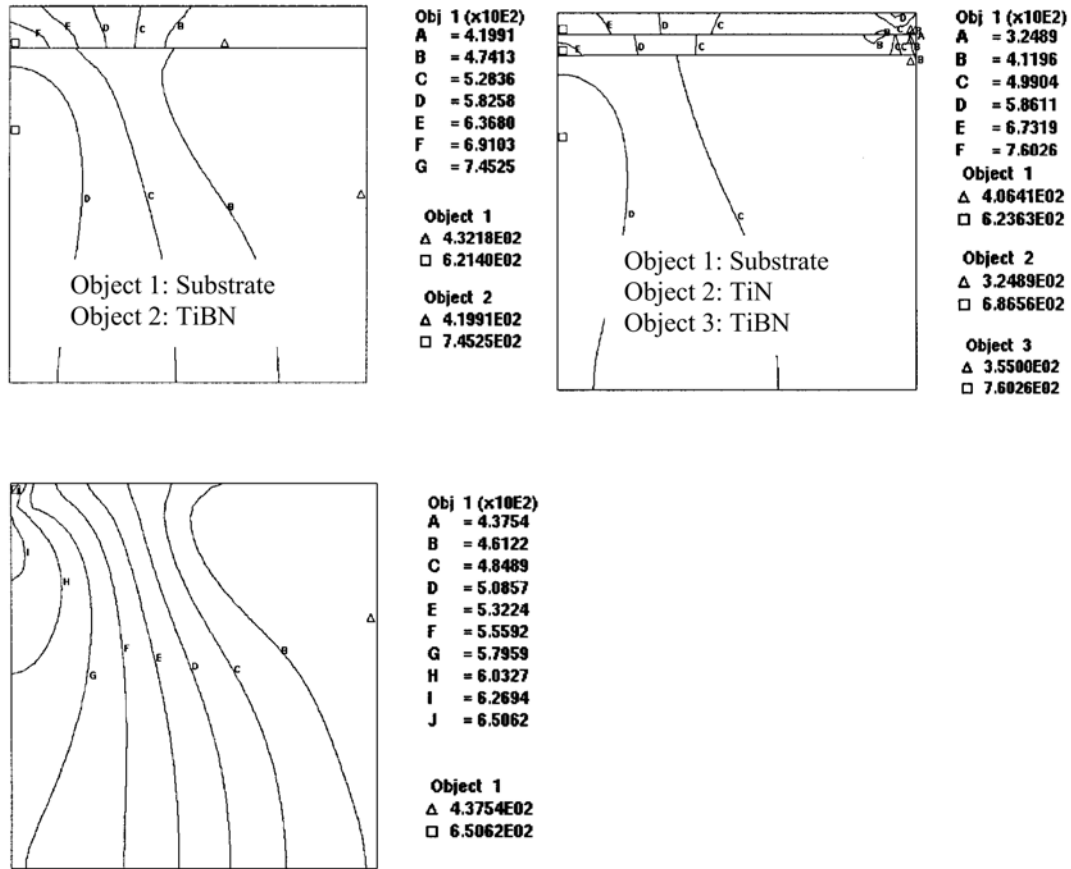 F
E
D
C
B
D
C
B
Object 1: Substrate
Object 2: TiBN
Obj 1 (x10E2)
A = 4.1991
B = 4.7413
C = 5.2836
D = 5.8258
E = 6.3680
F = 6.9103
G = 7.4525
Object 1
△ 4.3218E02
□ 6.2140E02
Object 2
△ 4.1991E02
□ 7.4525E02
E
D
C
D
C
B
A
F
D
C
B
B
CC
B
B
D
C
Object 1: Substrate
Object 2: TiN
Object 3: TiBN
Obj 1 (x10E2)
A = 3.2489
B = 4.1196
C = 4.9904
D = 5.8611
E = 6.7319
F = 7.6026
Object 1
△ 4.0641E02
□ 6.2363E02
Object 2
△ 3.2489E02
□ 6.8656E02
Object 3
△ 3.5500E02
□ 7.6026E02
I
H
G
F
E
D
C
B
Obj 1 (x10E2)
A = 4.3754
B = 4.6122
C = 4.8489
D = 5.0857
E = 5.3224
F = 5.5592
G = 5.7959
H = 6.0327
I = 6.2694
J = 6.5062
Object 1
△ 4.3754E02
□ 6.5062E02